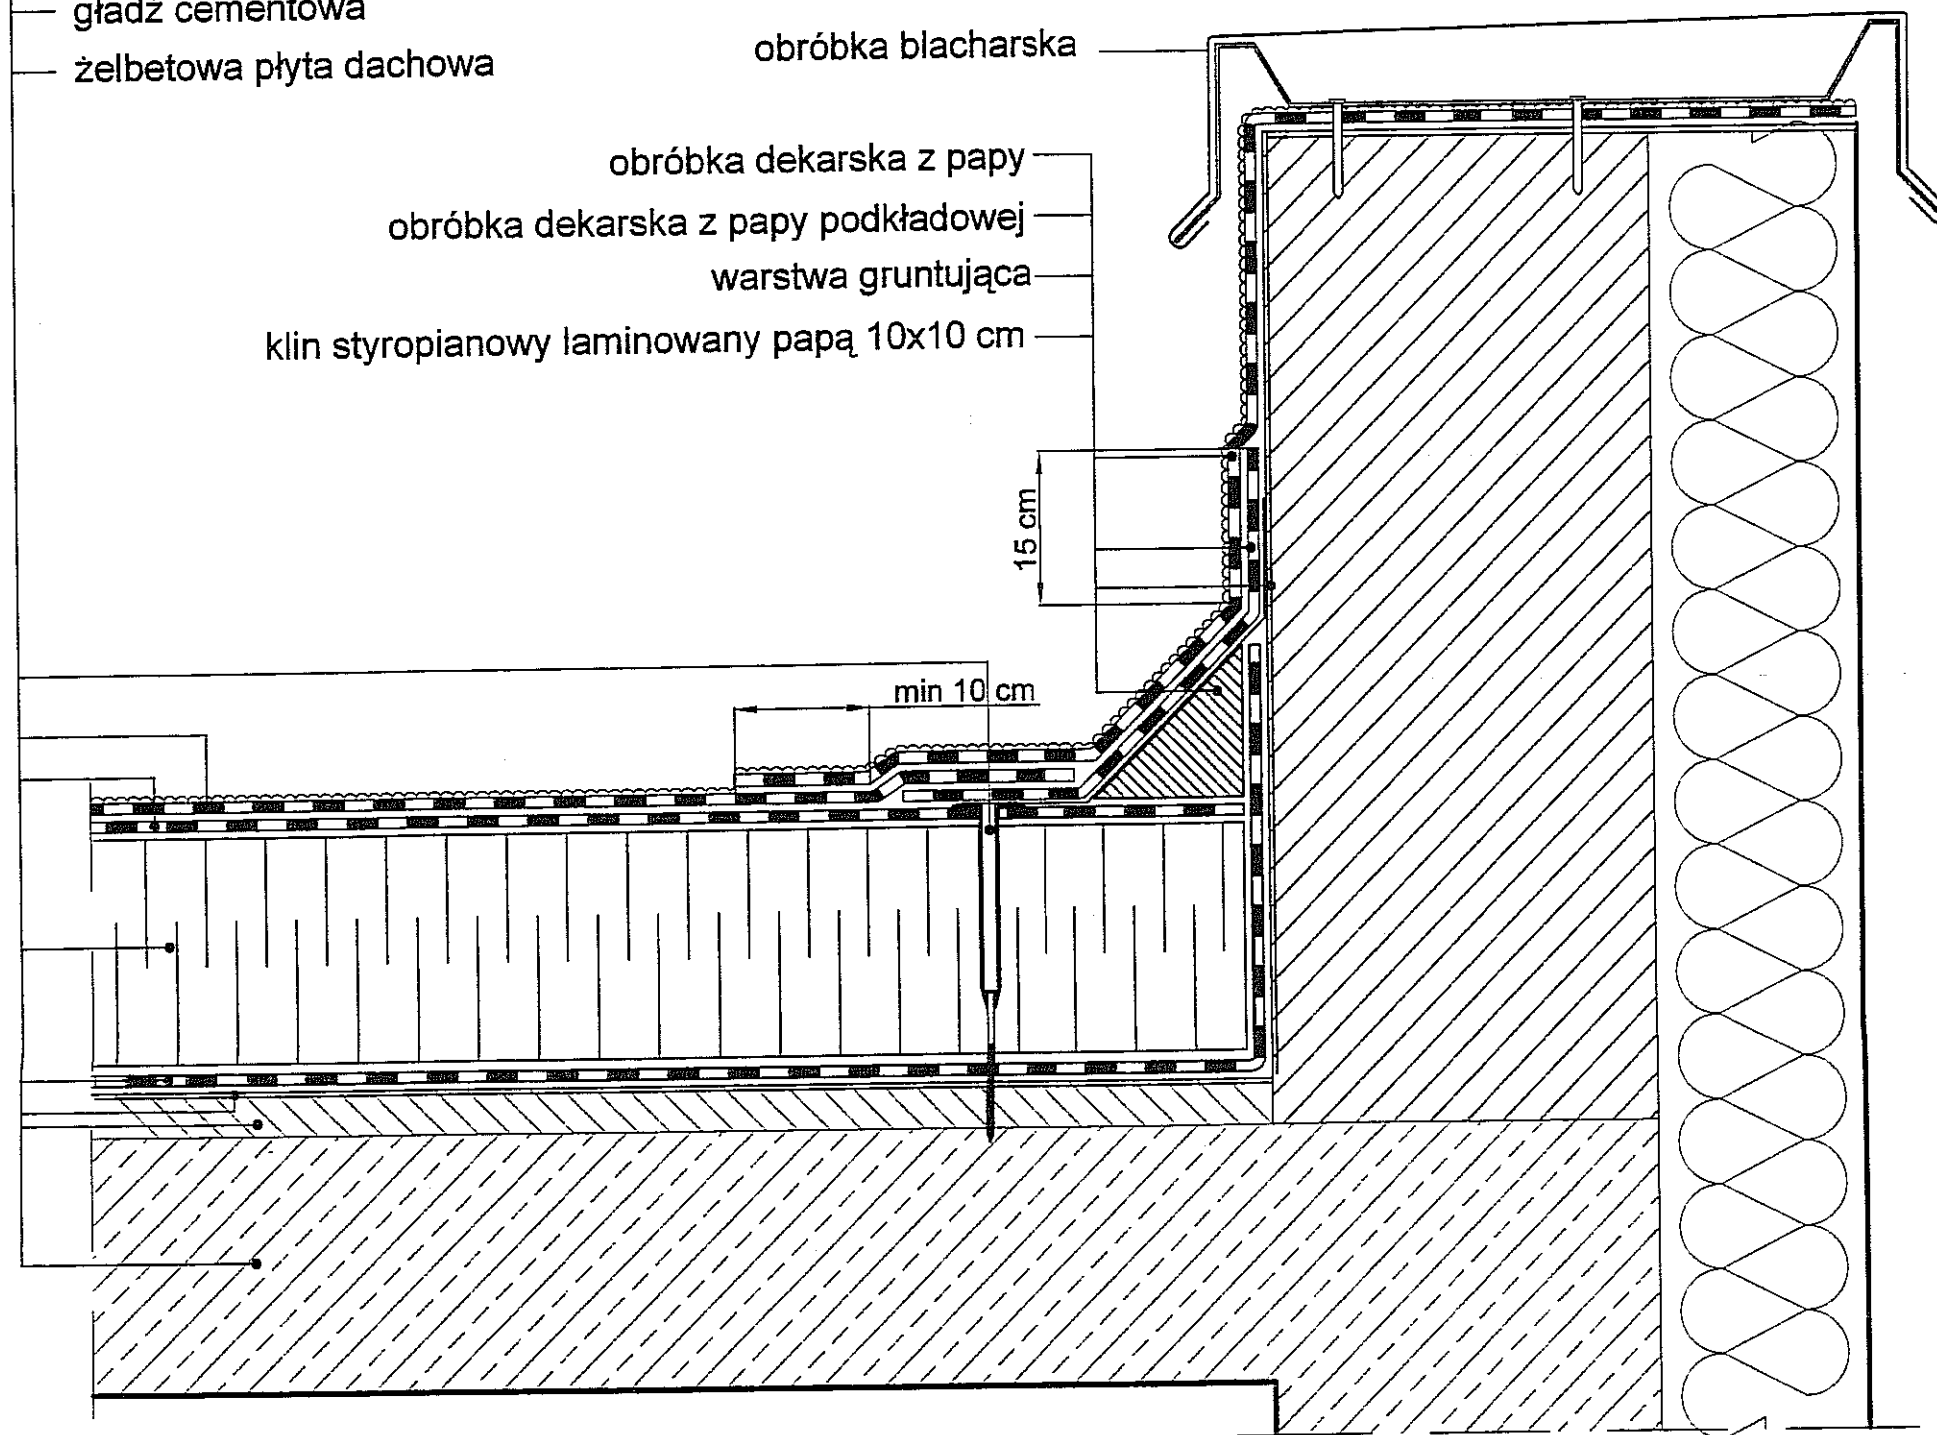 gładź cementowa
żelbetowa płyta dachowa
obróbka blacharska
obróbka dekarska z papy
obróbka dekarska z papy podkładowej
warstwa gruntująca
klin styropianowy laminowany papą 10x10 cm
15 cm
min 10 cm